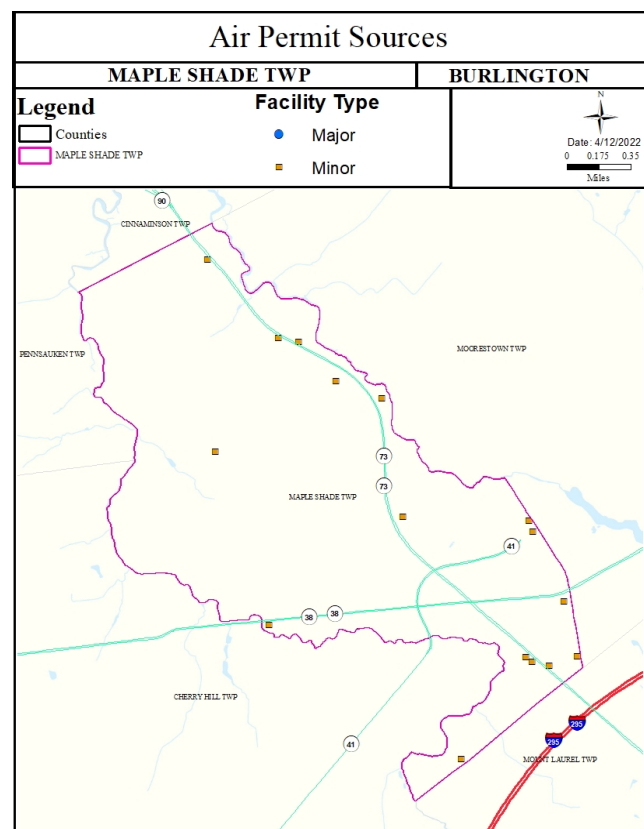 Air Permit Sources
MAPLE SHADE TWP
BURLINGTON
Legend
Counties
MAPLE SHADE TWP
Facility Type
Major
Minor
N
Date: 4/12/2022
0 0.175 0.35
Miles
90
CINNAMINSON TWP
PENNSAUKEN TWP
MOORESTOWN TWP
73
73
MAPLE SHADE TWP
41
38
38
CHERRY HILL TWP
295
295
41
MOUNT LAUREL TWP